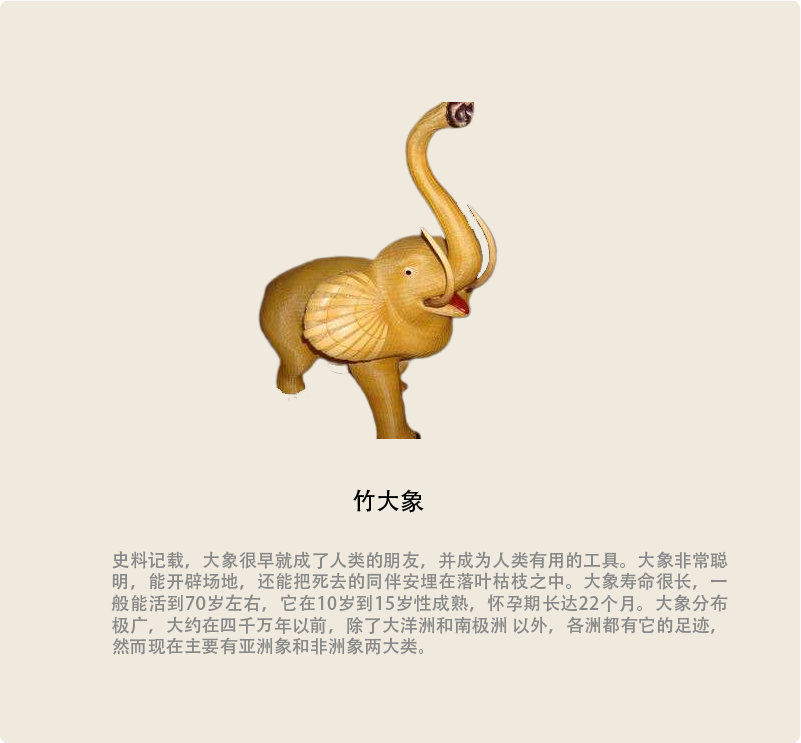 竹大象
史料记载，大象很早就成了人类的朋友，并成为人类有用的工具。大象非常聪
明，能开辟场地，还能把死去的同伴安埋在落叶枯枝之中。大象寿命很长，一
般能活到70岁左右，它在10岁到15岁性成熟，怀孕期长达22个月。大象分布
极广，大约在四千万年以前，除了大洋洲和南极洲 以外，各洲都有它的足迹，
然而现在主要有亚洲象和非洲象两大类。